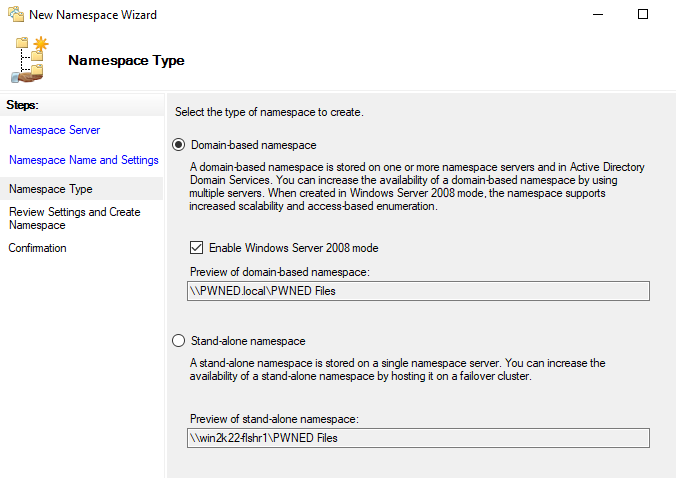 New Namespace Wizard
Namespace Type
Steps:
Namespace Server
Namespace Name and Settings
Namespace Type
Review Settings and Create
Namespace
Confirmation
Select the type of namespace to create.
Domain-based namespace
A domain-based namespace is stored on one or more namespace servers and in Active Directory
Domain Services. You can increase the availability of a domain-based namespace by using
multiple servers. When created in Windows Server 2008 mode, the namespace supports
increased scalability and access-based enumeration.
Enable Windows Server 2008 mode
Preview of domain-based namespace:
\\PWNED.local\PWNED Files
Stand-alone namespace
A stand-alone namespace is stored on a single namespace server. You can increase the
availability of a stand-alone namespace by hosting it on a failover cluster.
Preview of stand-alone namespace:
\\win2k22-flshr1\PWNED Files